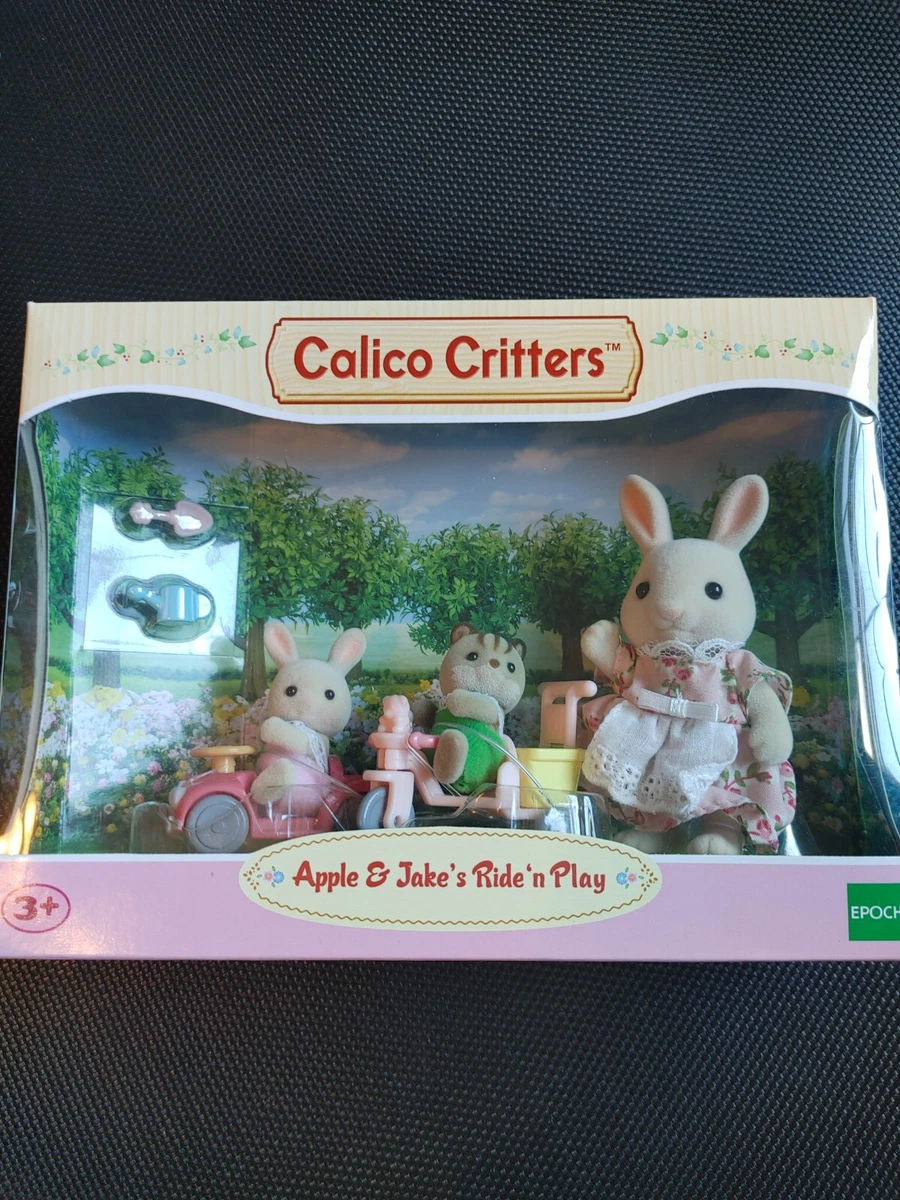 Calico Critters™
Apple & Jake's Ride 'n Play
3+
EPOCH